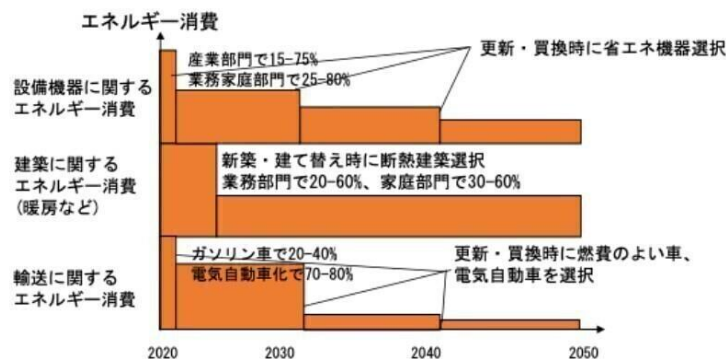 エネルギー消費
産業部門で15-75%
業務家庭部門で25-80%
更新・買換時に省エネ機器選択
設備機器に関する
エネルギー消費
新築・建て替え時に断熱建築選択
業務部門で20-60%、家庭部門で30-60%
建築に関する
エネルギー消費
(暖房など)
ガソリン車で20-40%
電気自動車化で70-80%
更新・買換時に燃費のよい車、
電気自動車を選択
輸送に関する
エネルギー消費
2020 2030 2040 2050